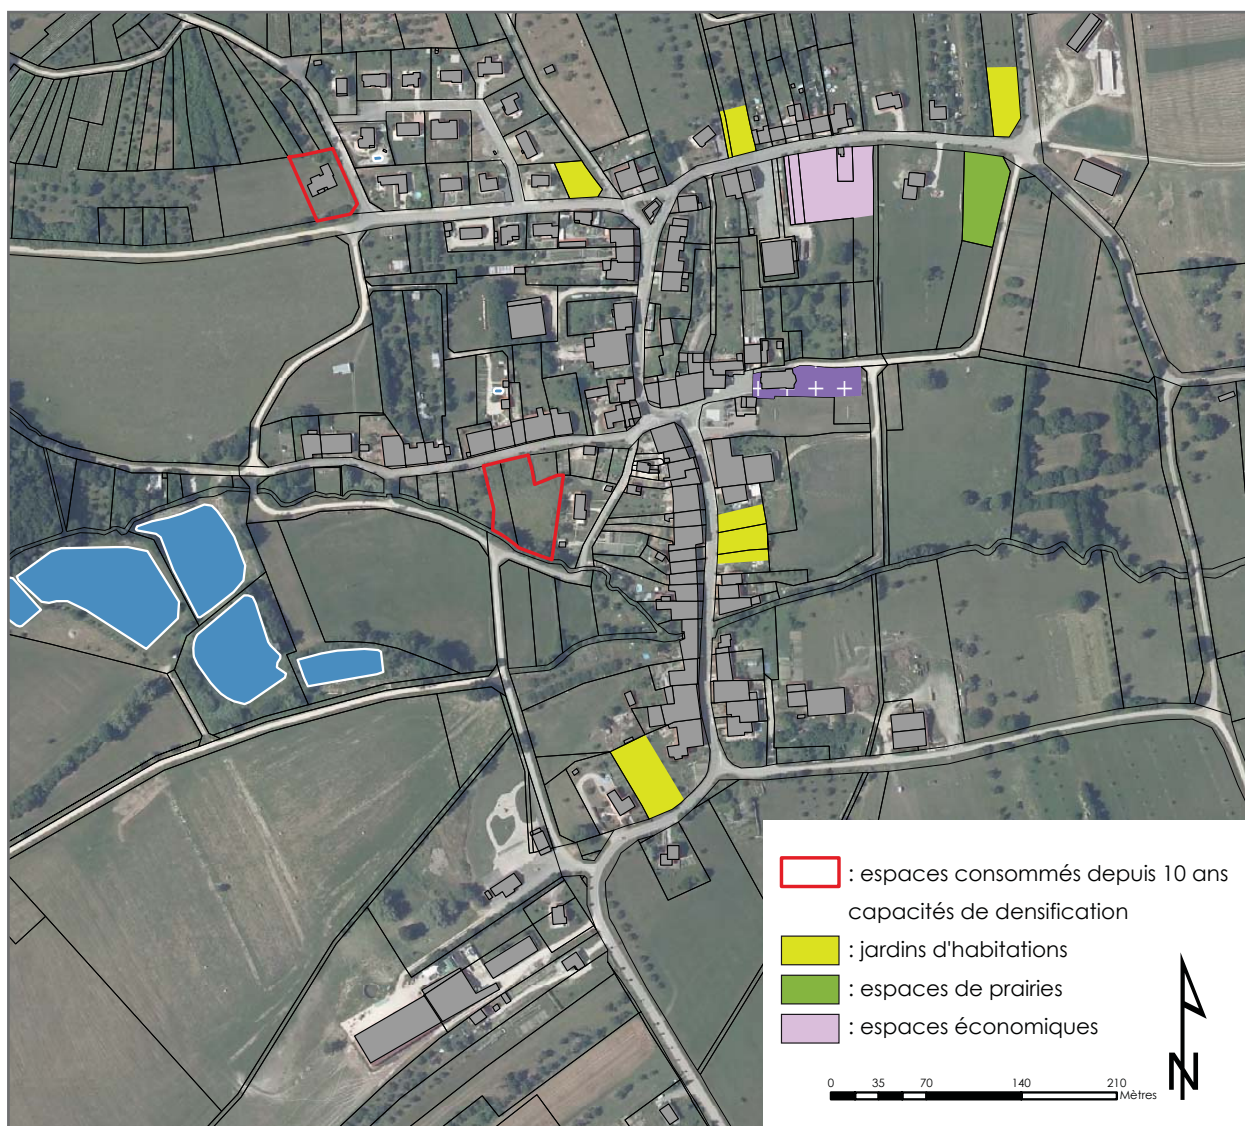 : espaces consommés depuis 10 ans
capacités de densification
: jardins d'habitations
: espaces de prairies
: espaces économiques
0 35 70 140 210
Mètres
N